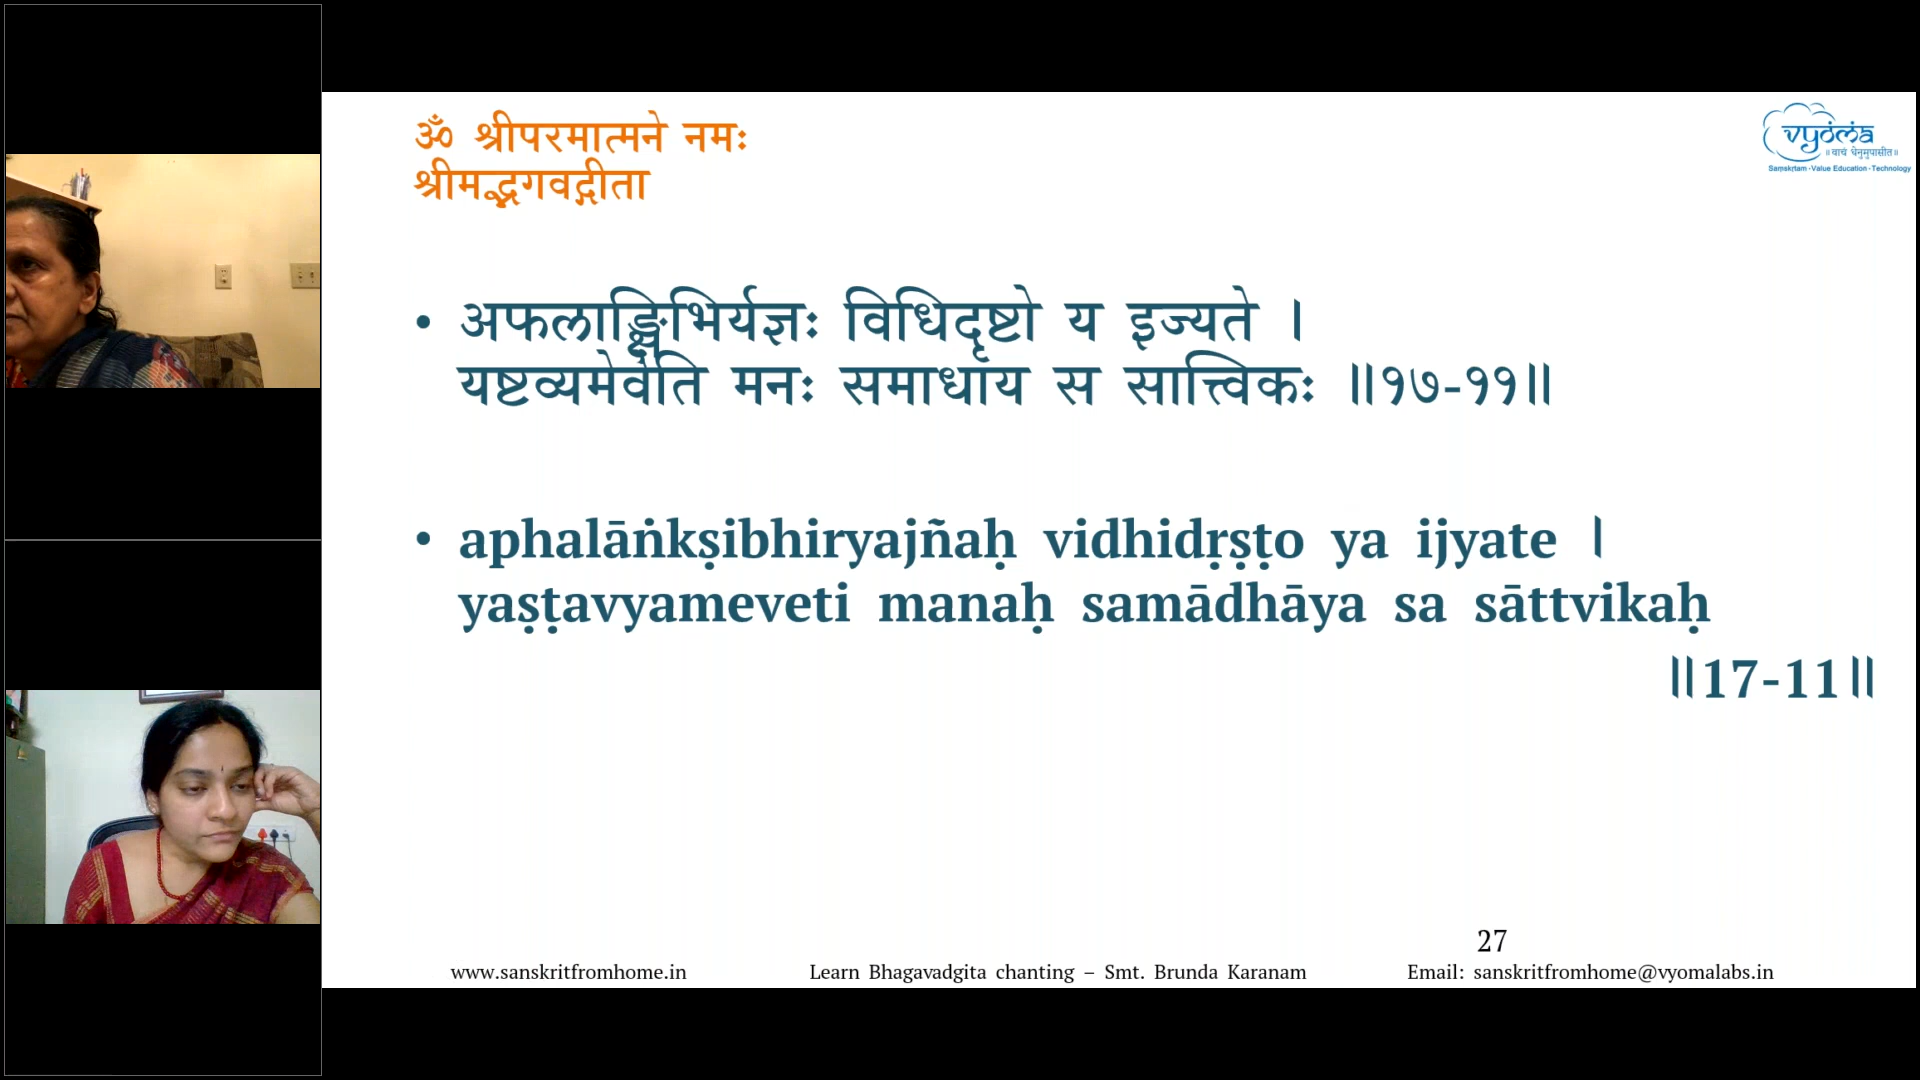 ॐ श्रीपरमात्मने नमः
श्रीमद्भगवद्गीता
vyoma
॥ वाचं धेनुमुपासीत॥
Saṃskṛtam - Value Education - Technology
• अफलाङ्क्षिभिर्यज्ञः विधिदृष्टो य इज्यते ।
यष्टव्यमेवेति मनः समाधाय स सात्त्विकः ॥१७-११॥
• aphalāṅkṣibhiryajñaḥ vidhidṛṣṭo ya ijyate ।
yaṣṭavyameveti manaḥ samādhāya sa sāttvikaḥ
॥17-11॥
27
www.sanskritfromhome.in Learn Bhagavadgita chanting – Smt. Brunda Karanam Email: sanskritfromhome@vyomalabs.in